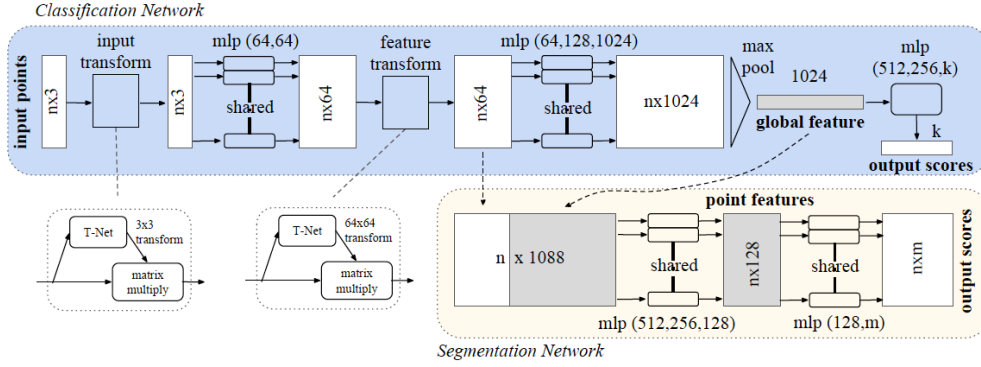 Classification Network
input points
nx3
input
transform
nx3
mlp (64,64)
shared
nx64
feature
transform
nx64
mlp (64,128,1024)
shared
nx1024
max
pool
1024
global feature
mlp
(512,256,k)
k
output scores
T-Net
3x3
transform
matrix
multiply
T-Net
64x64
transform
matrix
multiply
point features
n x 1088
shared
mlp (512,256,128)
nx128
shared
mlp (128,m)
nxm
output scores
Segmentation Network